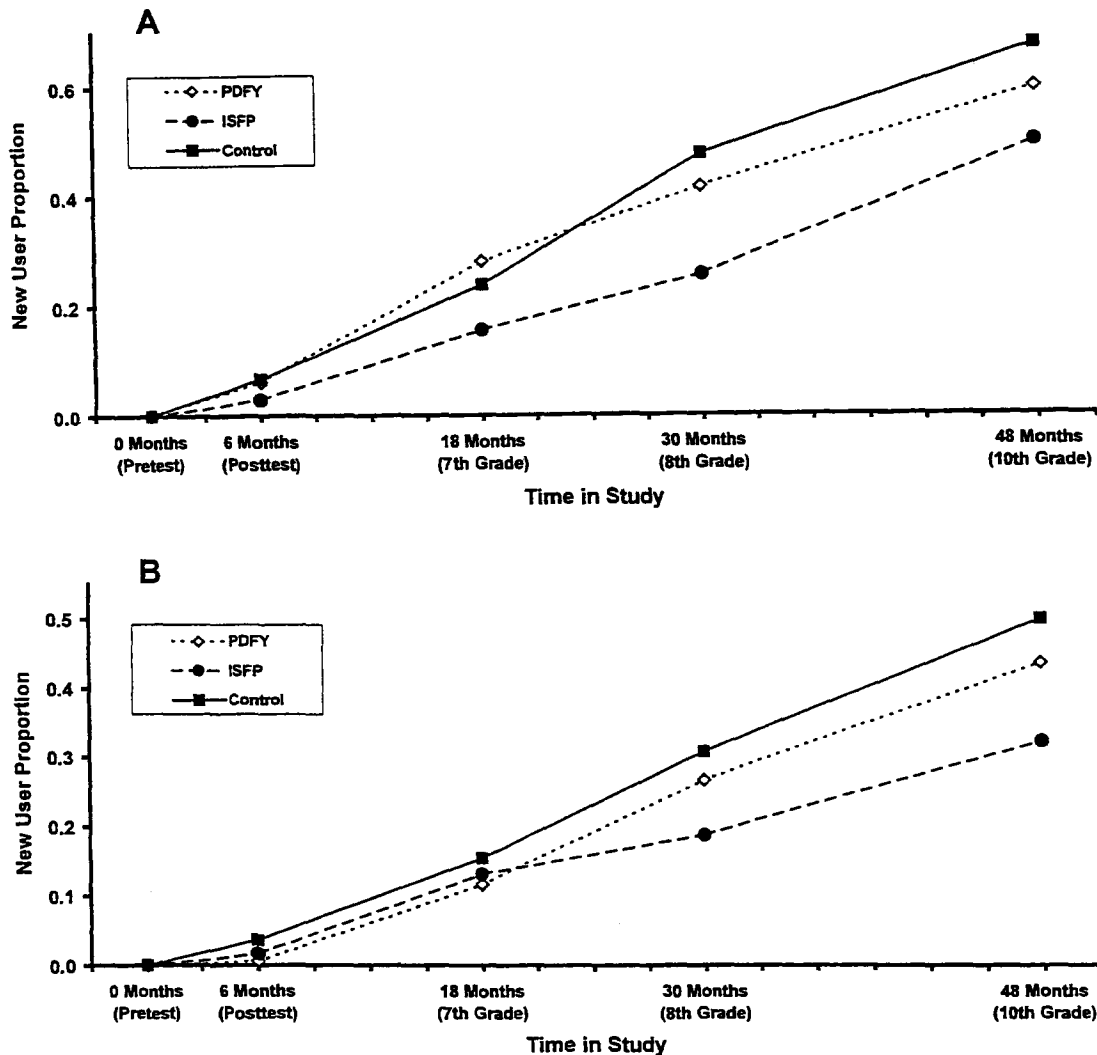 A
PDFY
ISFP
Control
New User Proportion
0.6
0.4
0.2
0.0
0 Months 6 Months 18 Months 30 Months 48 Months
(Pretest) (Posttest) (7th Grade) (8th Grade) (10th Grade)
Time in Study
B
PDFY
ISFP
Control
New User Proportion
0.5
0.4
0.3
0.2
0.1
0.0
0 Months 6 Months 18 Months 30 Months 48 Months
(Pretest) (Posttest) (7th Grade) (8th Grade) (10th Grade)
Time in Study